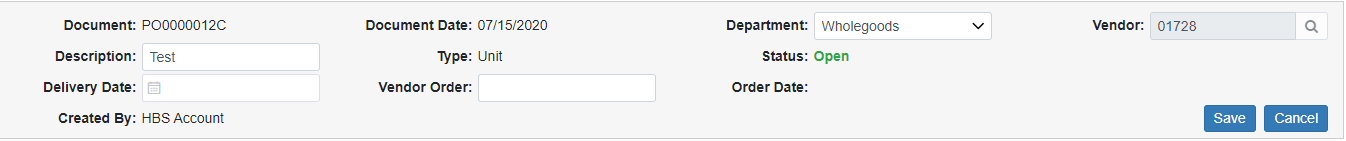 Document: PO0000012C Document Date: 07/15/2020 Department: Wholegoods Vendor: 01728
Description: Test Type: Unit Status: Open
Delivery Date: Vendor Order: Order Date:
Created By: HBS Account Save Cancel